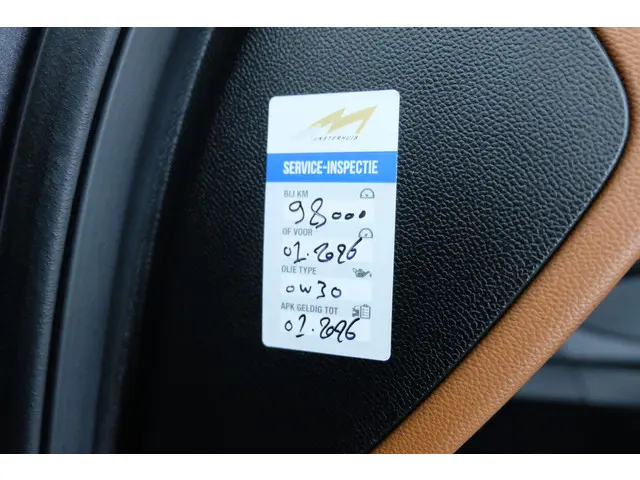 SERVICE-INSPECTIE
BIJ KM
98000
OF VOOR
01.2026
OLIE TYPE
0W30
APK GELDIG TOT
01.2026